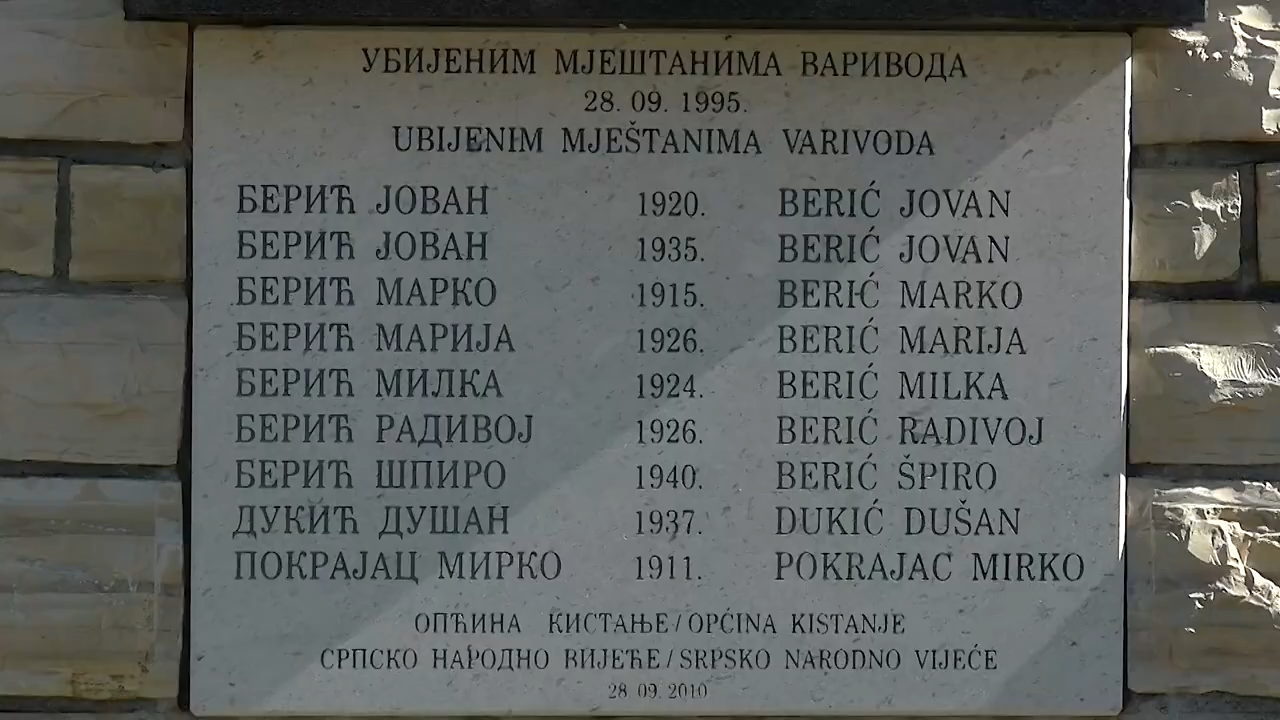 УБИЈЕНИМ МЈЕШТАНИМА ВАРИВОДА
28. 09. 1995.
UBIJENIM MJEŠTANIMA VARIVODA
БЕРИЋ ЈОВАН 1920. BERIĆ JOVAN
БЕРИЋ ЈОВАН 1935. BERIĆ JOVAN
БЕРИЋ МАРКО 1915. BERIĆ MARKO
БЕРИЋ МАРИЈА 1926. BERIĆ MARIJA
БЕРИЋ МИЛКА 1924. BERIĆ MILKA
БЕРИЋ РАДИВОЈ 1926. BERIĆ RADIVOJ
БЕРИЋ ШПИРО 1940. BERIĆ ŠPIRO
ДУКИЋ ДУШАН 1937. DUKIĆ DUŠAN
ПОКРАЈАЦ МИРКО 1911. POKRAJAC MIRKO
ОПЋИНА КИСТАЊЕ/OPĆINA KISTANJE
СРПСКО НАРОДНО ВИЈЕЋЕ/SRPSKO NARODNO VIJEĆE
28. 09. 2010